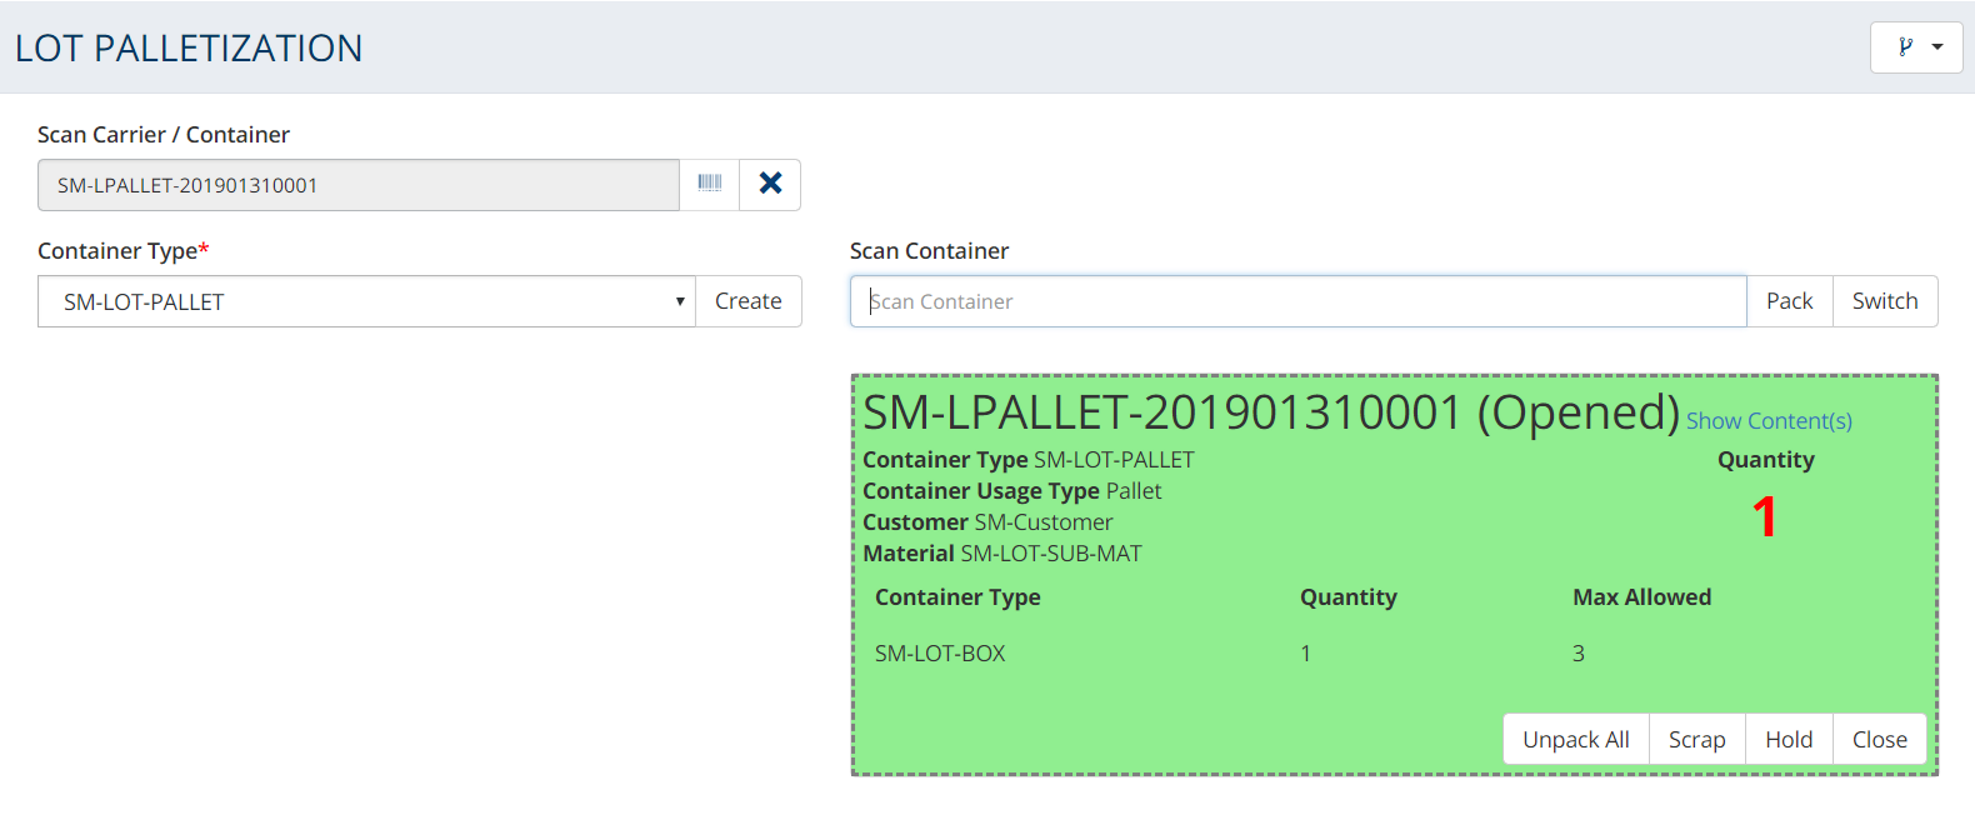 LOT PALLETIZATION
Scan Carrier / Container
SM-LPALLET-201901310001
Container Type*
SM-LOT-PALLET
Create
Scan Container
Scan Container
Pack
Switch
SM-LPALLET-201901310001 (Opened) Show Content(s)
Container Type SM-LOT-PALLET
Quantity
Container Usage Type Pallet
1
Customer SM-Customer
Material SM-LOT-SUB-MAT
Container Type Quantity Max Allowed
SM-LOT-BOX 1 3
Unpack All Scrap Hold Close